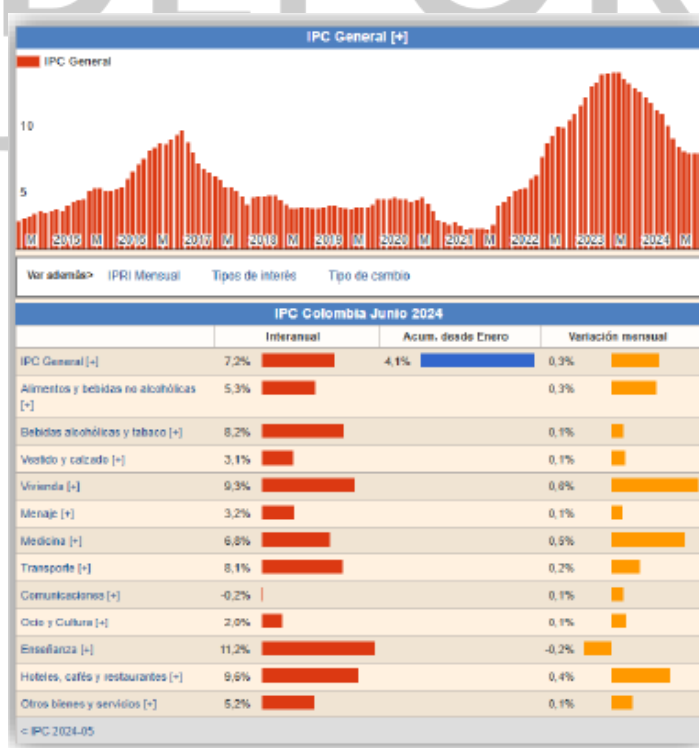 DEPOR
IPC General [+]
IPC General
10
5
M 2015 M 2016 M 2017 M 2018 M 2019 M 2020 M 2021 M 2022 M 2023 M 2024 M
Ver además> IPRI Mensual Tipos de interés Tipo de cambio
IPC Colombia Junio 2024
Interanual Acum. desde Enero Variación mensual
IPC General [+] 7,2% 4,1% 0,3%
Alimentos y bebidas no alcohólicas
[+] 5,3% 0,3%
Bebidas alcohólicas y tabaco [+] 8,2% 0,1%
Vestido y calzado [+] 3,1% 0,1%
Vivienda [+] 9,3% 0,6%
Menaje [+] 3,2% 0,1%
Medicina [+] 6,8% 0,5%
Transporte [+] 8,1% 0,2%
Comunicaciones [+] -0,2% 0,1%
Ocio y Cultura [+] 2,0% 0,1%
Enseñanza [+] 11,2% -0,2%
Hoteles, cafés y restaurantes [+] 9,6% 0,4%
Otros bienes y servicios [+] 5,2% 0,1%
< IPC 2024-05